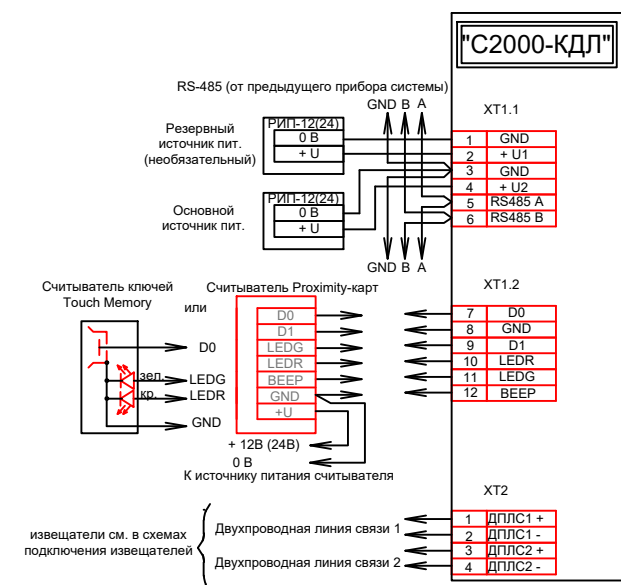 "С2000-КДЛ"
RS-485 (от предыдущего прибора системы)
GND B A
XT1.1
Резервный
источник пит.
(необязательный)
РИП-12(24)
0 В
+ U
1 GND
2 + U1
3 GND
4 + U2
5 RS485 A
6 RS485 B
Основной
источник пит.
РИП-12(24)
0 В
+ U
GND B A
Считыватель ключей
Touch Memory
или
Считыватель Proximity-карт
XT1.2
D0
LEDG
LEDR
GND
зел.
кр.
D0
D1
LEDG
LEDR
BEEP
GND
+U
7 D0
8 GND
9 D1
10 LEDR
11 LEDG
12 BEEP
+ 12В (24В)
0 В
К источнику питания считывателя
XT2
извещатели см. в схемах
подключения извещателей
Двухпроводная линия связи 1
Двухпроводная линия связи 2
1 ДПЛС1 +
2 ДПЛС1 -
3 ДПЛС2 +
4 ДПЛС2 -